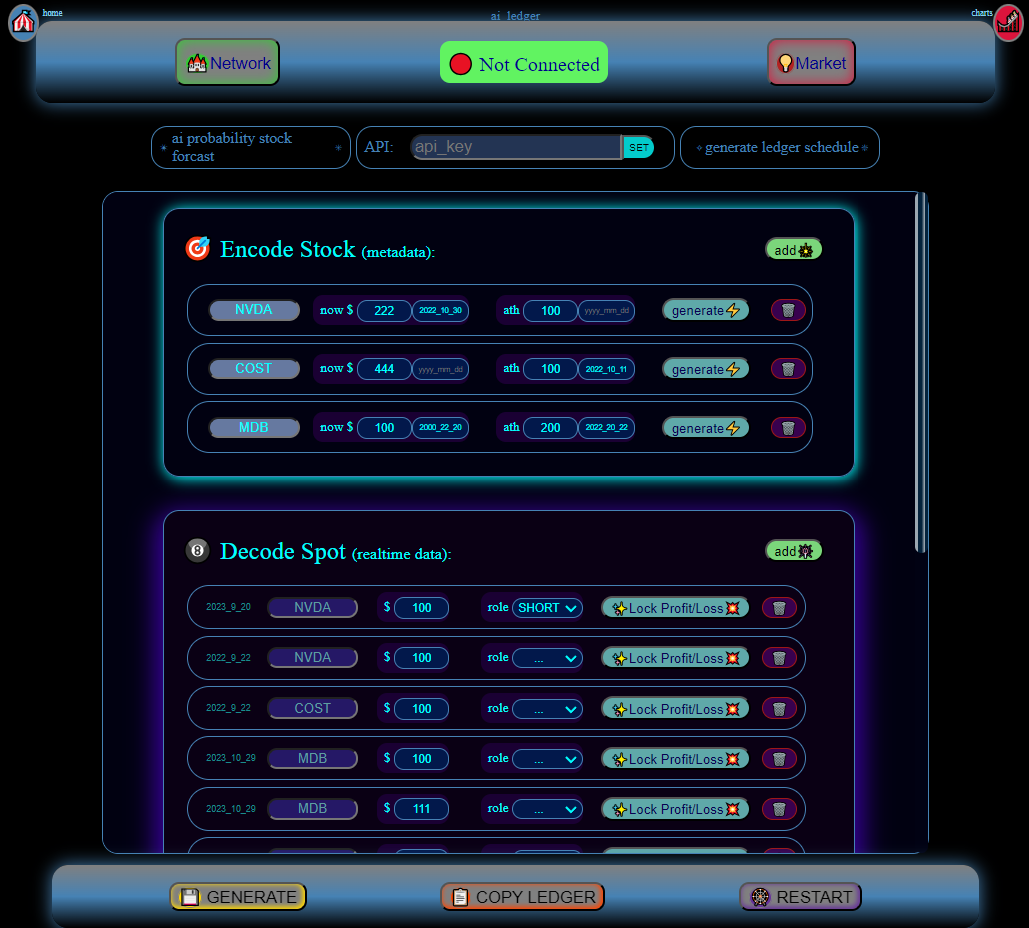 home
ai_ledger
charts
Network
Not Connected
Market
ai probability stock
forcast
API:
api_key
SET
generate ledger schedule
Encode Stock (metadata):
add
NVDA now $ 222 2022_10_30 ath 100 yyyy_mm_dd generate
COST now $ 444 yyyy_mm_dd ath 100 2022_10_11 generate
MDB now $ 100 2000_22_20 ath 200 2022_20_22 generate
Decode Spot (realtime data):
add
2023_9_20 NVDA $ 100 role SHORT Lock Profit/Loss
2022_9_22 NVDA $ 100 role ... Lock Profit/Loss
2022_9_22 COST $ 100 role ... Lock Profit/Loss
2023_10_29 MDB $ 100 role ... Lock Profit/Loss
2023_10_29 MDB $ 111 role ... Lock Profit/Loss
GENERATE
COPY LEDGER
RESTART